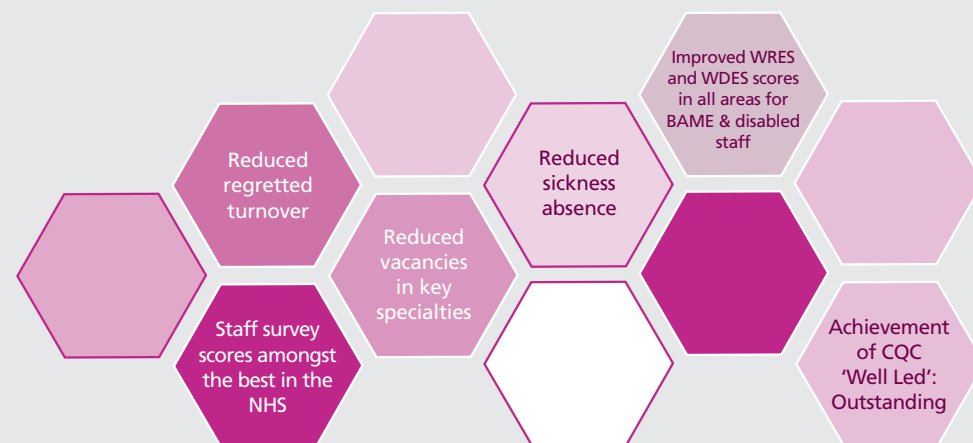 Improved WRES
and WDES scores
in all areas for
BAME & disabled
staff
Reduced
regretted
turnover
Reduced
sickness
absence
Reduced
vacancies
in key
specialties
Staff survey
scores amongst
the best in the
NHS
Achievement
of CQC
‘Well Led’:
Outstanding